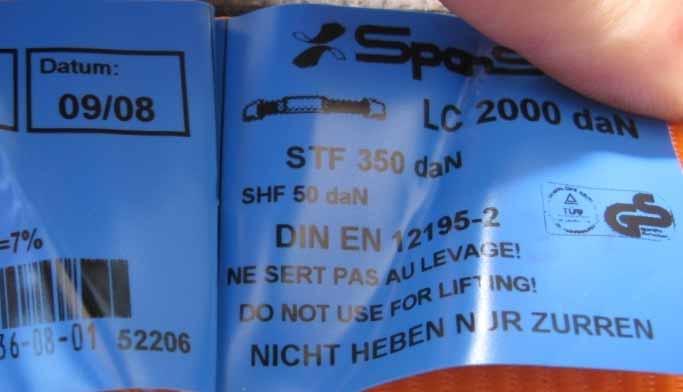 Datum:
09/08
=7%
36-08-01 52206
LC 2000 daN
STF 350 daN
SHF 50 daN
DIN EN 12195-2
TÜV
GS
NE SERT PAS AU LEVAGE!
DO NOT USE FOR LIFTING!
NICHT HEBEN NUR ZURREN